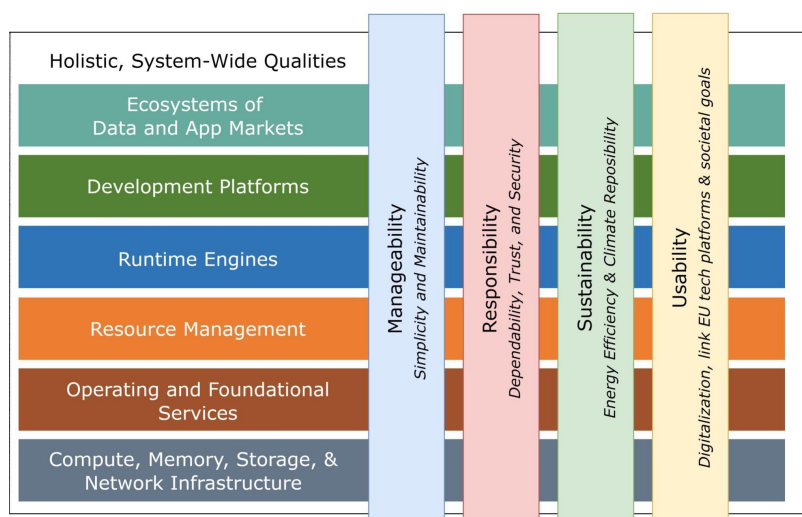 Holistic, System-Wide Qualities
Ecosystems of
Data and App Markets
Development Platforms
Runtime Engines
Resource Management
Operating and Foundational
Services
Compute, Memory, Storage, &
Network Infrastructure
Manageability
Simplicity and Maintainability
Responsibility
Dependability, Trust, and Security
Sustainability
Energy Efficiency & Climate Reposibility
Usability
Digitalization, link EU tech platforms & societal goals